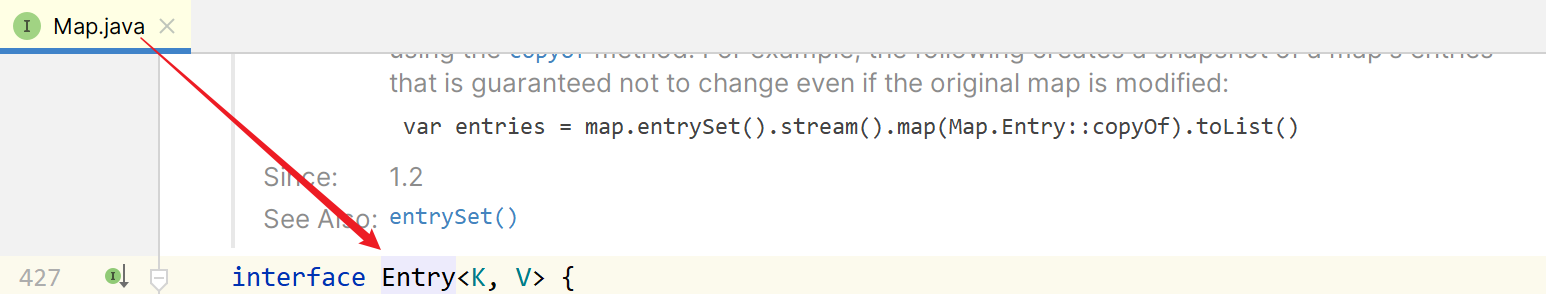 I Map.java
using the copyOf method. For example, the following creates a snapshot of a map's entries
that is guaranteed not to change even if the original map is modified:
var entries = map.entrySet().stream().map(Map.Entry::copyOf).toList()
Since: 1.2
See Also: entrySet()
427 I interface Entry<K, V> {